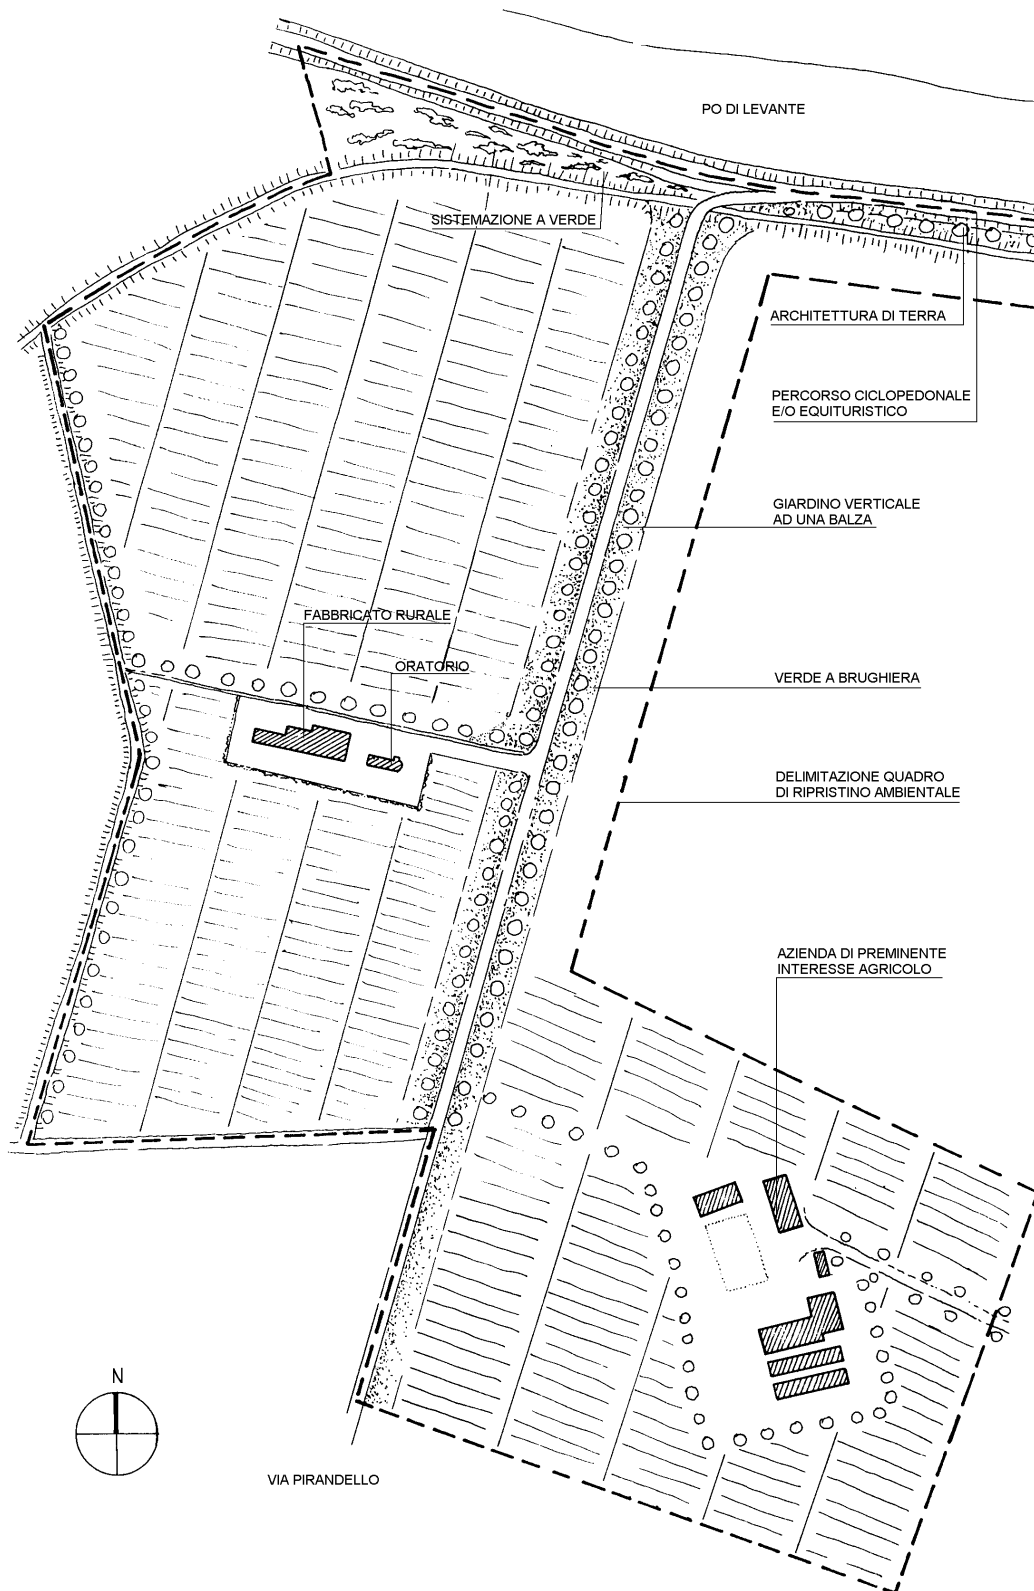 PO DI LEVANTE
SISTEMAZIONE A VERDE
ARCHITETTURA DI TERRA
PERCORSO CICLOPEDONALE
E/O EQUITURISTICO
GIARDINO VERTICALE
AD UNA BALZA
FABBRICATO RURALE
ORATORIO
VERDE A BRUGHIERA
DELIMITAZIONE QUADRO
DI RIPRISTINO AMBIENTALE
AZIENDA DI PREMINENTE
INTERESSE AGRICOLO
N
VIA PIRANDELLO